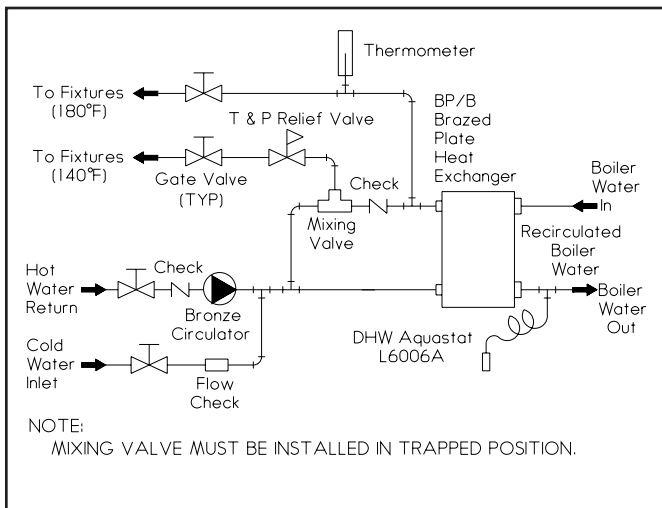 Thermometer
To Fixtures
(180°F)
T & P Relief Valve
BP/B
Brazed
Plate
Heat
Exchanger
To Fixtures
(140°F)
Gate Valve
(TYP)
Check
Mixing
Valve
Boiler
Water
In
Recirculated
Boiler
Water
Hot
Water
Return
Check
Bronze
Circulator
Boiler
Water
Out
DHW Aquastat
L6006A
Cold
Water
Inlet
Flow
Check
NOTE:
MIXING VALVE MUST BE INSTALLED IN TRAPPED POSITION.